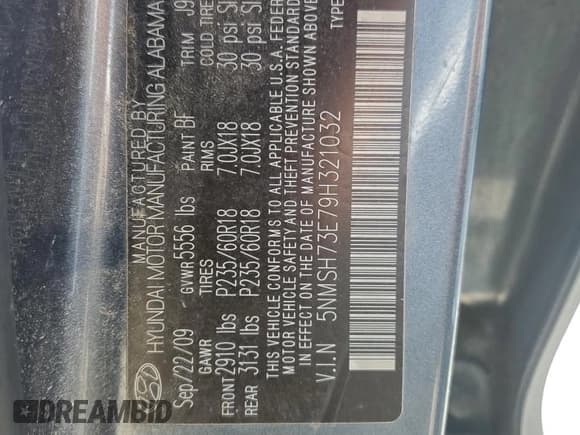 MANUFACTURED BY
HYUNDAI MOTOR MANUFACTURING ALABAMA
Sep/22/09 GVWR 5556 lbs PAINT BF TRIM J9
GAWR TIRES RIMS COLD TIRE
FRONT 2910 lbs P235/60R18 7.0JX18 30 psi
REAR 3131 lbs P235/60R18 7.0JX18 30 psi
THIS VEHICLE CONFORMS TO ALL APPLICABLE U.S.A. FEDER
MOTOR VEHICLE SAFETY AND THEFT PREVENTION STANDARD
IN EFFECT ON THE DATE OF MANUFACTURE SHOWN ABOVE
V.I.N 5NMSH73E79H321032 TYPE
DREAMBID